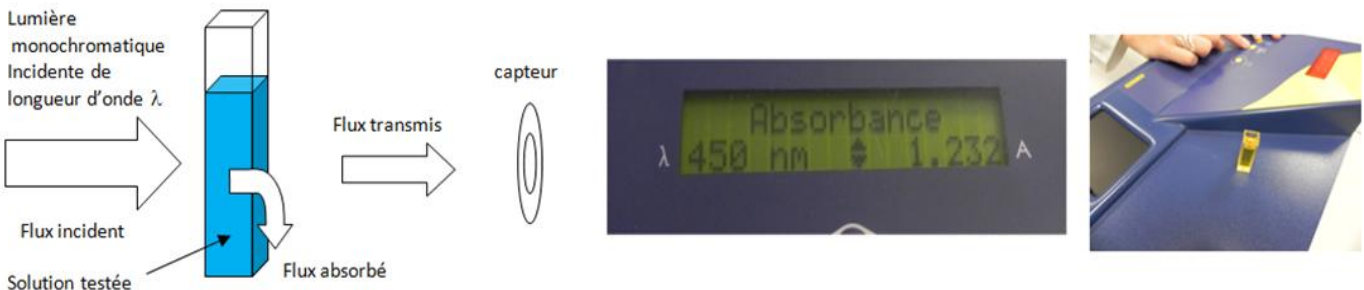 Lumière
monochromatique
Incidente de
longueur d'onde λ
Flux incident
Solution testée
Flux absorbé
Flux transmis
capteur
Absorbance
λ 450 nm 1.232 A